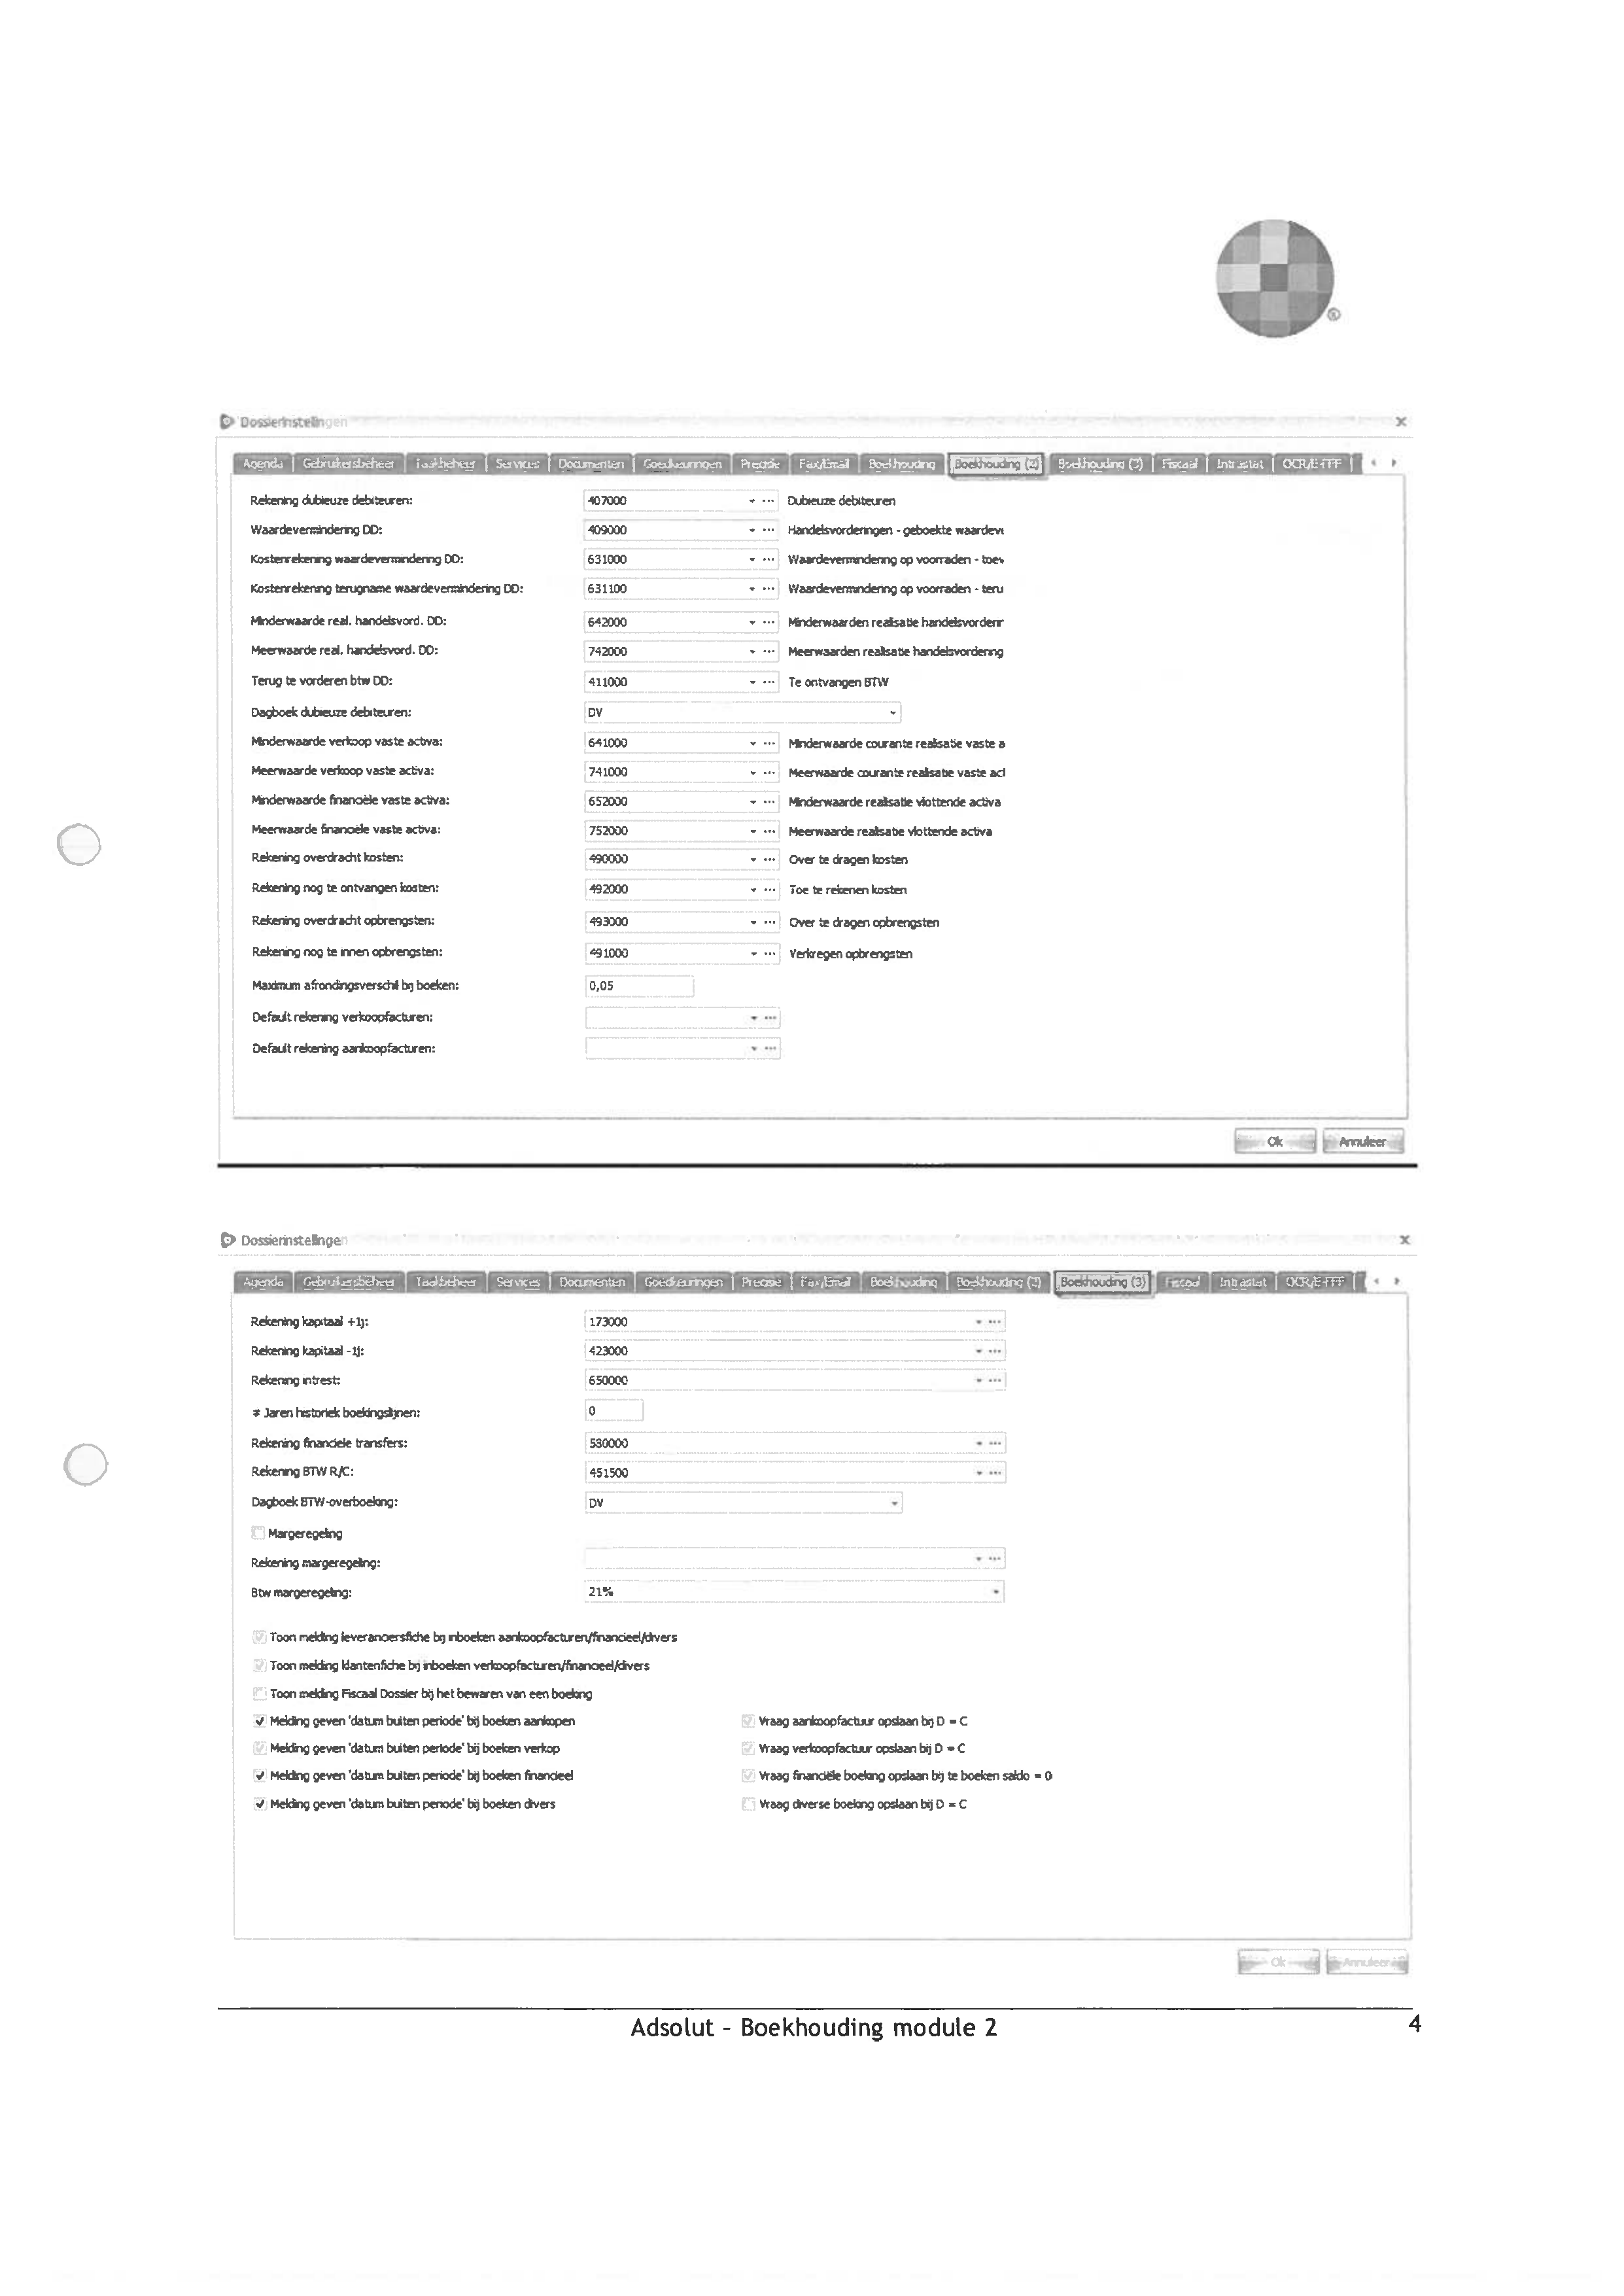 ®
Dossierinstellingen
Agenda Gebruikersbeheer Taakbeheer Services Documenten Goedkeuringen Precisie Fax/Email Boekhouding Boekhouding (2) Boekhouding (3) Fiscaal Intrastat OCR/E-FFF
Rekening dubieuze debiteuren: 407000 Dubieuze debiteuren
Waardevermindering DD: 409000 Handelsvorderingen - geboekte waardeve
Kostenrekening waardevermindering DD: 631000 Waardevermindering op voorraden - toev
Kostenrekening terugname waardevermindering DD: 631100 Waardevermindering op voorraden - teru
Minderwaarde real. handelsvord. DD: 642000 Minderwaarden realisatie handelsvorderir
Meerwaarde real. handelsvord. DD: 742000 Meerwaarden realisatie handelsvordering
Terug te vorderen btw DD: 411000 Te ontvangen BTW
Dagboek dubieuze debiteuren: DV
Minderwaarde verkoop vaste activa: 641000 Minderwaarde courante realisatie vaste a
Meerwaarde verkoop vaste activa: 741000 Meerwaarde courante realisatie vaste act
Minderwaarde financiële vaste activa: 652000 Minderwaarde realisatie vlottende activa
Meerwaarde financiële vaste activa: 752000 Meerwaarde realisatie vlottende activa
Rekening overdracht kosten: 490000 Over te dragen kosten
Rekening nog te ontvangen kosten: 492000 Toe te rekenen kosten
Rekening overdracht opbrengsten: 493000 Over te dragen opbrengsten
Rekening nog te innen opbrengsten: 491000 Verkregen opbrengsten
Maximum afrondingsverschil bij boeken: 0,05
Default rekening verkoopfacturen:
Default rekening aankoopfacturen:
Ok Annuleer
Dossierinstellingen
Agenda Gebruikersbeheer Taakbeheer Services Documenten Goedkeuringen Precisie Fax/Email Boekhouding Boekhouding (2) Boekhouding (3) Fiscaal Intrastat OCR/E-FFF
Rekening kapitaal +1j: 173000
Rekening kapitaal -1j: 423000
Rekening intrest: 650000
# Jaren historiek boekingslijnen: 0
Rekening financiele transfers: 580000
Rekening BTW R/C: 451500
Dagboek BTW-overboeking: DV
Margeregeling
Rekening margeregeling:
Btw margeregeling: 21%
Toon melding leveranciersfiche bij inboeken aankoopfacturen/financieel/divers
Toon melding klantenfiche bij inboeken verkoopfacturen/financieel/divers
Toon melding Fiscaal Dossier bij het bewaren van een boeking
Melding geven 'datum buiten periode' bij boeken aankopen Vraag aankoopfactuur opslaan bij D = C
Melding geven 'datum buiten periode' bij boeken verkop Vraag verkoopfactuur opslaan bij D = C
Melding geven 'datum buiten periode' bij boeken financieel Vraag financiële boeking opslaan bij te boeken saldo = 0
Melding geven 'datum buiten periode' bij boeken divers Vraag diverse boeking opslaan bij D = C
Ok Annuleer
Adsolut – Boekhouding module 2 4